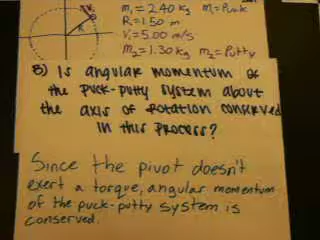 m₁ = 2.40 kg m₁ = Puck
R = 1.50 m
V₁ = 5.00 m/s
m₂ = 1.30 kg m₂ = Putty
R
B) Is angular momentum of
the puck-putty system about
the axis of rotation conserved
in this process?
Since the pivot doesn't
exert a torque, angular momentum
of the puck-putty system is
conserved.